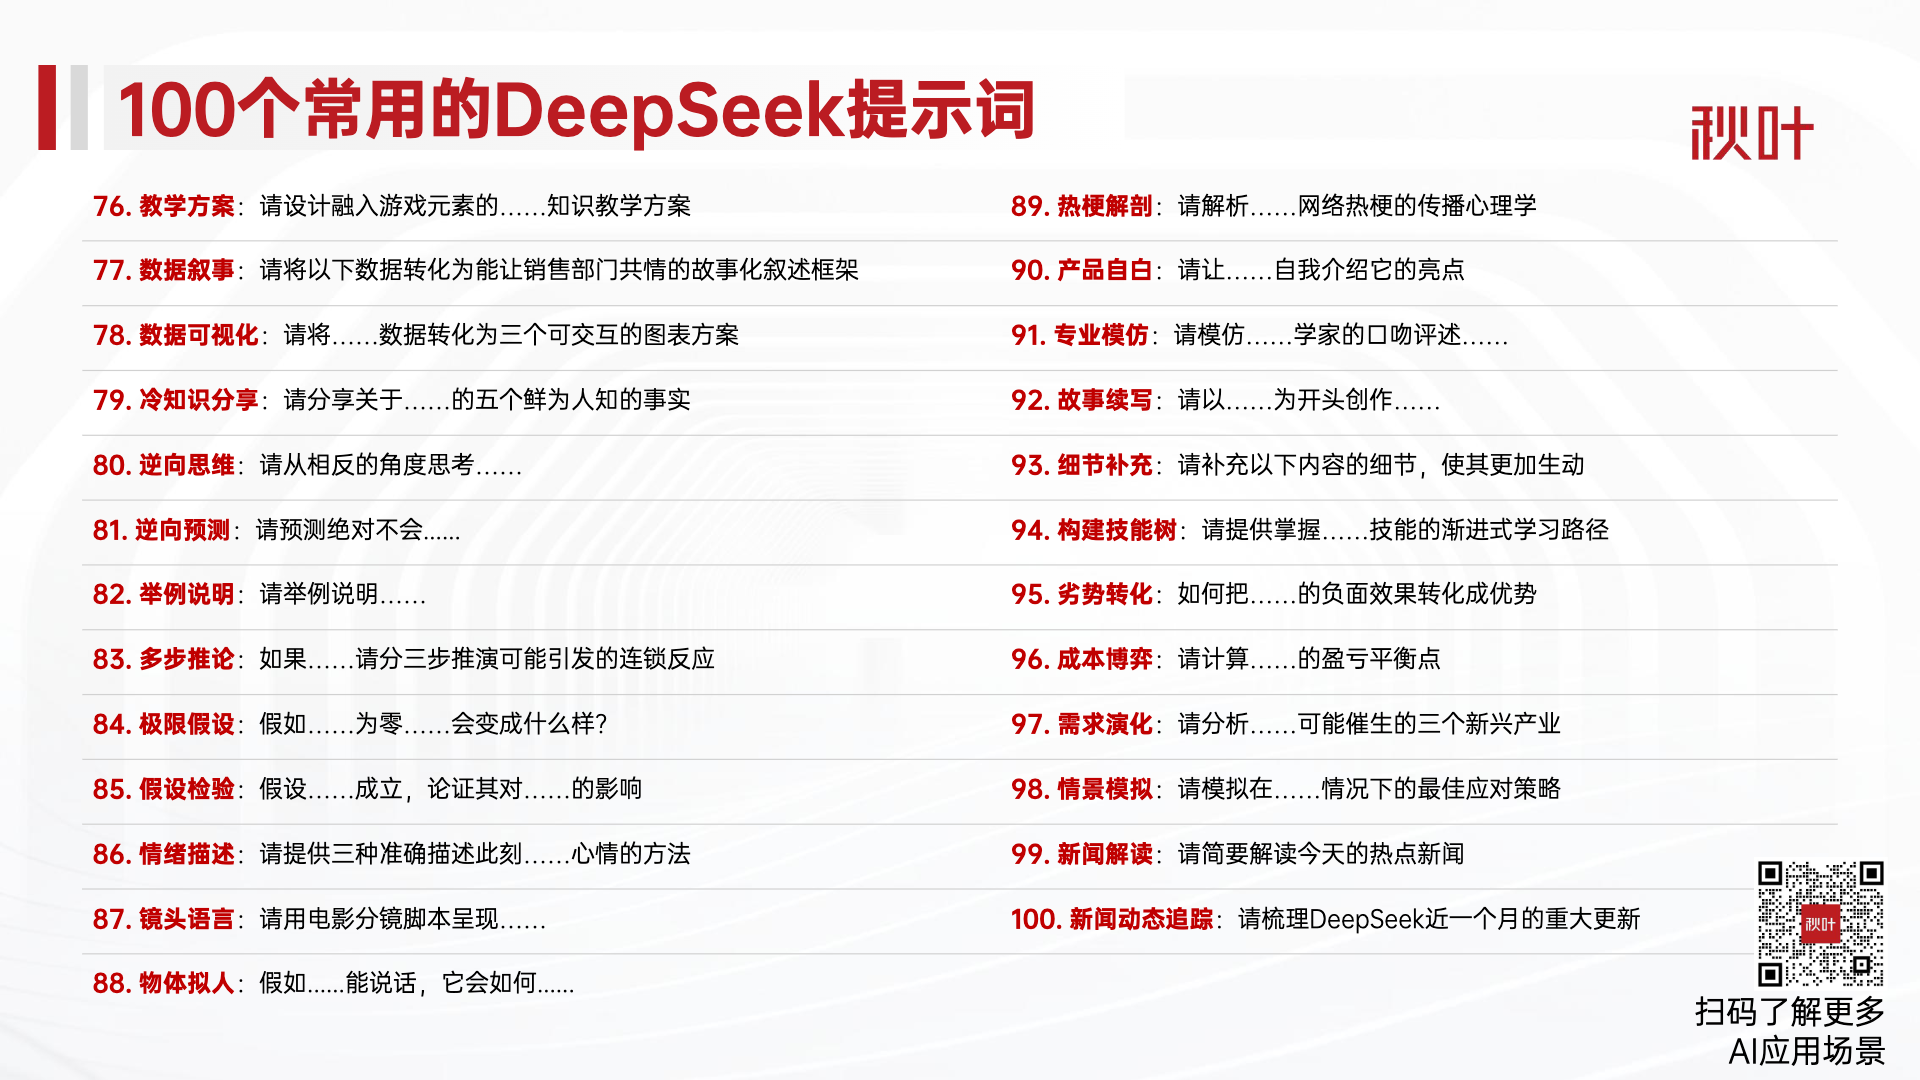 100个常用的DeepSeek提示词
秋叶
76. 教学方案：请设计融入游戏元素的……知识教学方案
77. 数据叙事：请将以下数据转化为能让销售部门共情的故事化叙述框架
78. 数据可视化：请将……数据转化为三个可交互的图表方案
79. 冷知识分享：请分享关于……的五个鲜为人知的事实
80. 逆向思维：请从相反的角度思考……
81. 逆向预测：请预测绝对不会......
82. 举例说明：请举例说明……
83. 多步推论：如果……请分三步推演可能引发的连锁反应
84. 极限假设：假如……为零……会变成什么样？
85. 假设检验：假设……成立，论证其对……的影响
86. 情绪描述：请提供三种准确描述此刻……心情的方法
87. 镜头语言：请用电影分镜脚本呈现……
88. 物体拟人：假如......能说话，它会如何......
89. 热梗解剖：请解析……网络热梗的传播心理学
90. 产品自白：请让……自我介绍它的亮点
91. 专业模仿：请模仿……学家的口吻评述……
92. 故事续写：请以……为开头创作……
93. 细节补充：请补充以下内容的细节，使其更加生动
94. 构建技能树：请提供掌握……技能的渐进式学习路径
95. 劣势转化：如何把……的负面效果转化成优势
96. 成本博弈：请计算……的盈亏平衡点
97. 需求演化：请分析……可能催生的三个新兴产业
98. 情景模拟：请模拟在……情况下的最佳应对策略
99. 新闻解读：请简要解读今天的热点新闻
100. 新闻动态追踪：请梳理DeepSeek近一个月的重大更新
秋叶
扫码了解更多
AI应用场景